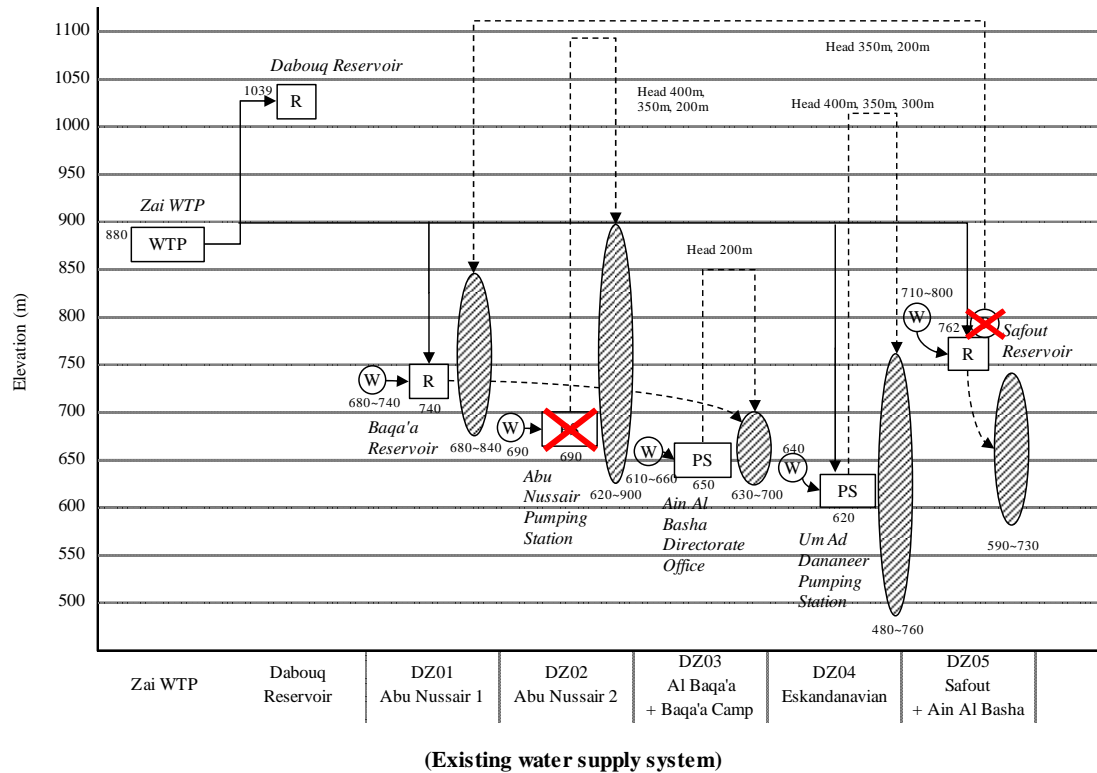 1100
1050
1000
950
900
850
800
750
700
650
600
550
500
Elevation (m)
Dabouq Reservoir
1039
R
Zai WTP
880
WTP
Head 350m, 200m
Head 400m,
350m, 200m
Head 400m, 350m, 300m
Head 200m
W
680~740
R
740
Baqa'a
Reservoir
680~840
W
690
690
Abu
Nussair
Pumping
Station
620~900
W
610~660
PS
650
Ain Al
Basha
Directorate
Office
630~700
640
W
PS
620
Um Ad
Dananeer
Pumping
Station
480~760
710~800
W
762
R
Safout
Reservoir
590~730
Zai WTP
Dabouq
Reservoir
DZ01
Abu Nussair 1
DZ02
Abu Nussair 2
DZ03
Al Baqa'a
+ Baqa'a Camp
DZ04
Eskandanavian
DZ05
Safout
+ Ain Al Basha
(Existing water supply system)